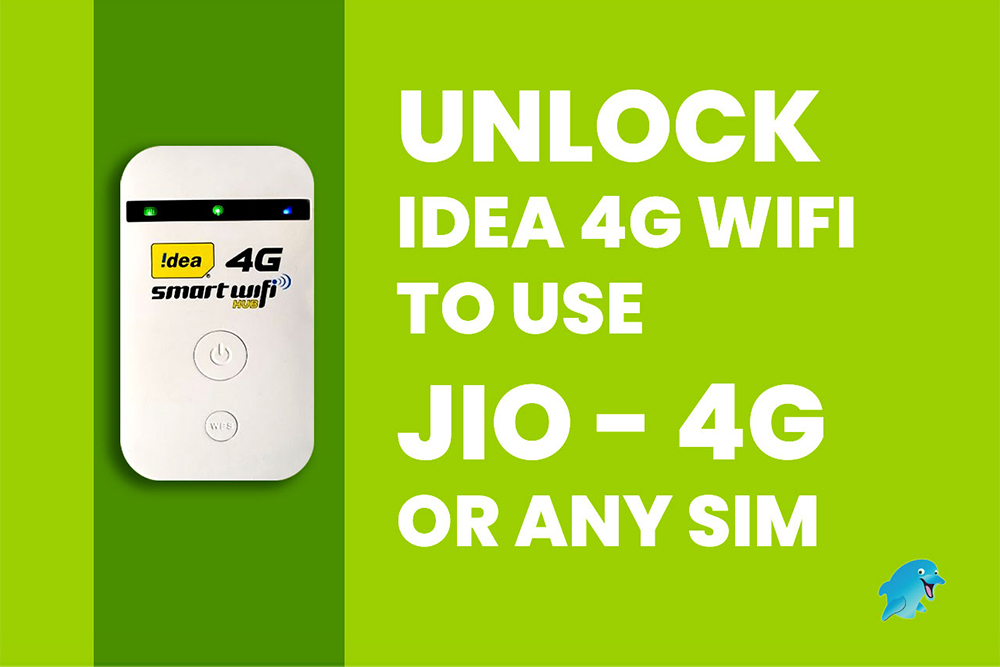 !dea 4G
smart wifi
HUB
WPS
UNLOCK
IDEA 4G WIFI
TO USE
JIO - 4G
OR ANY SIM